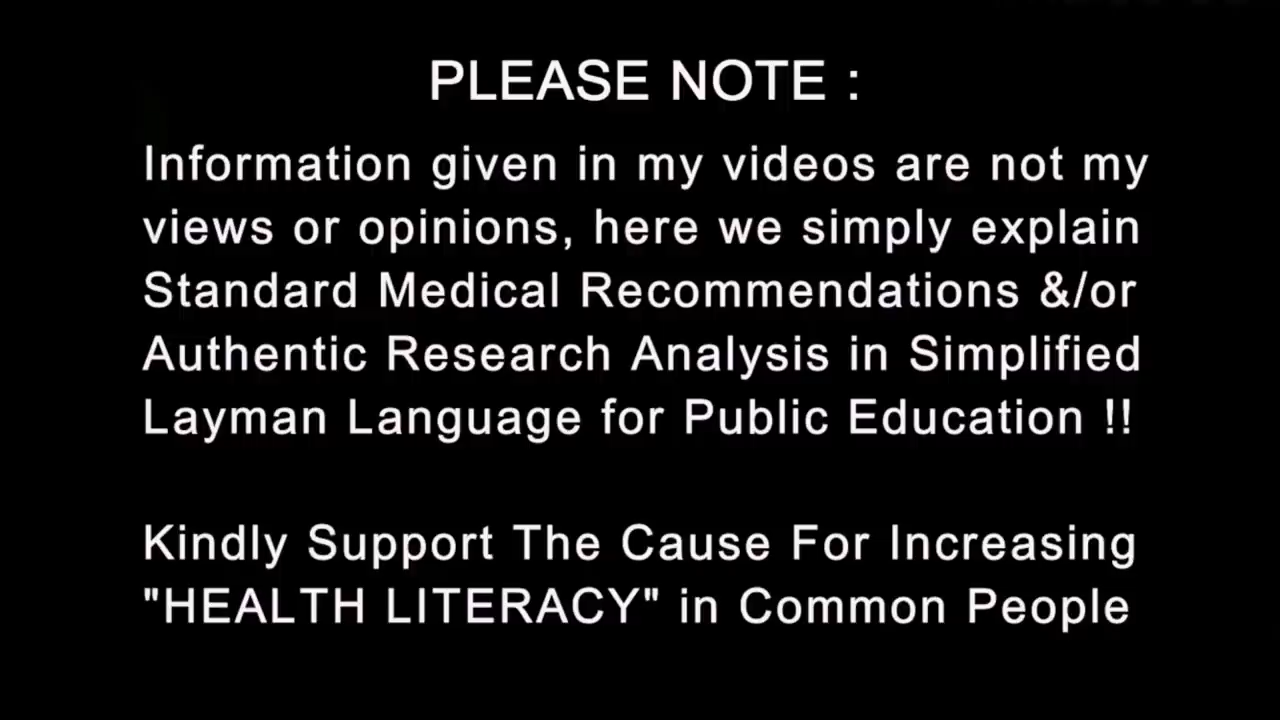 PLEASE NOTE :
Information given in my videos are not my
views or opinions, here we simply explain
Standard Medical Recommendations &/or
Authentic Research Analysis in Simplified
Layman Language for Public Education !!
Kindly Support The Cause For Increasing
"HEALTH LITERACY" in Common People